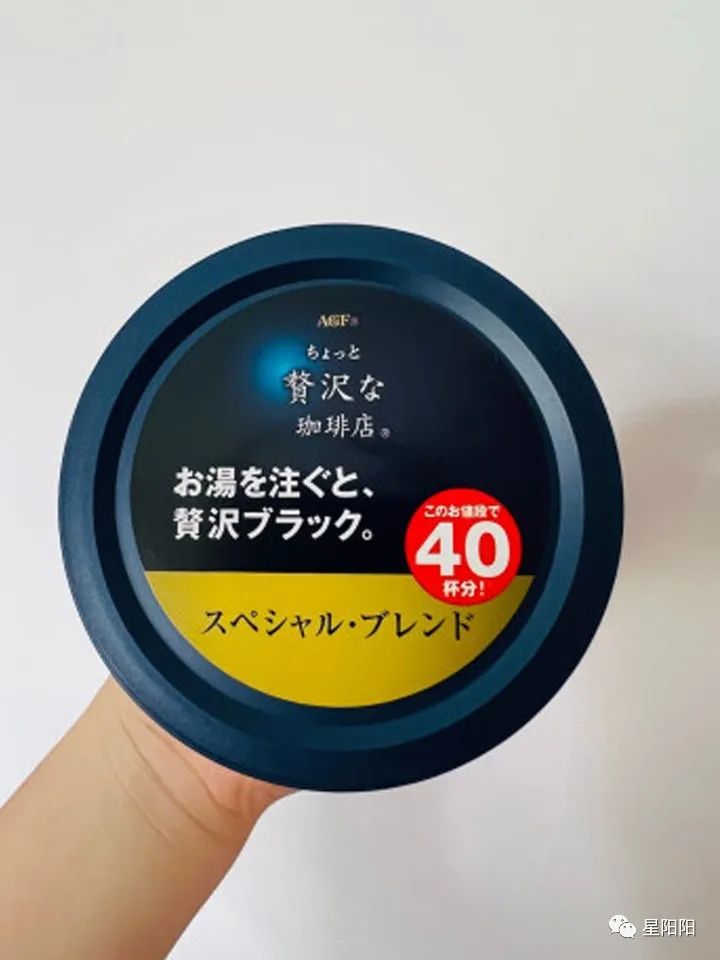 AGF®
ちょっと
贅沢な
珈琲店®
お湯を注ぐと、
贅沢ブラック。
このお値段で
40
杯分!
スペシャル・ブレンド
星阳阳